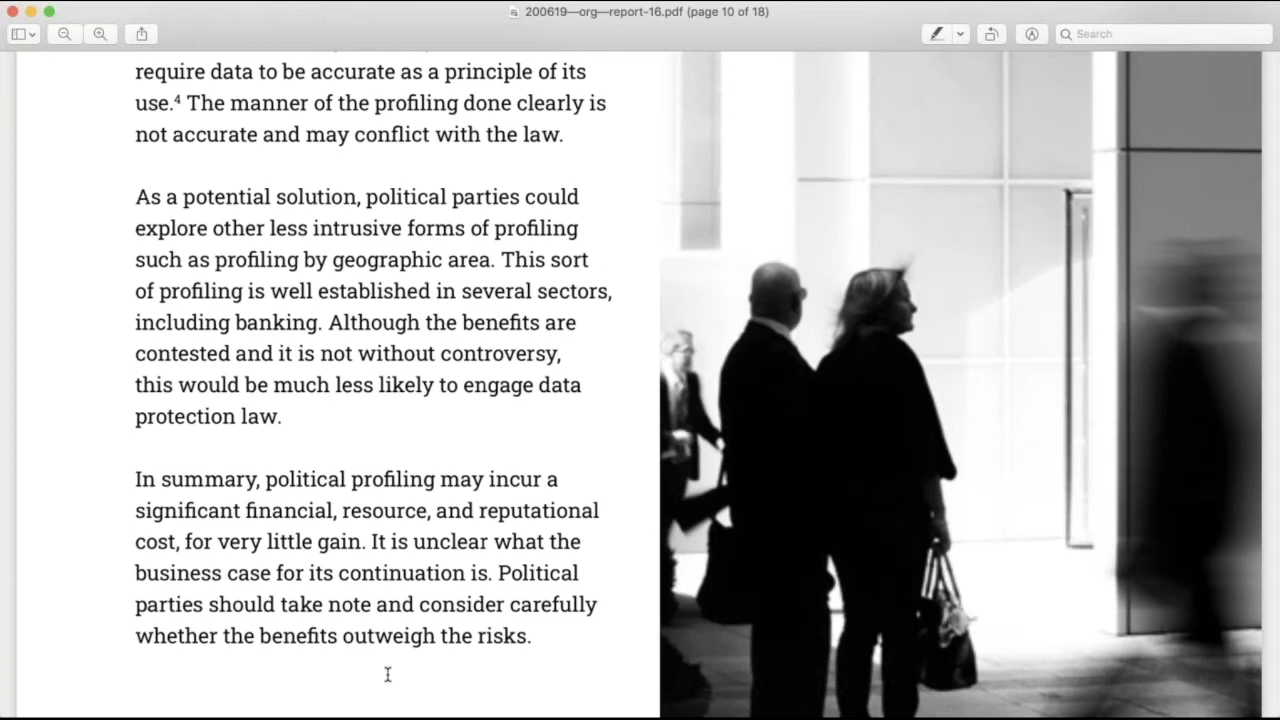 200619—org—report-16.pdf (page 10 of 18)
Search
require data to be accurate as a principle of its
use.⁴ The manner of the profiling done clearly is
not accurate and may conflict with the law.
As a potential solution, political parties could
explore other less intrusive forms of profiling
such as profiling by geographic area. This sort
of profiling is well established in several sectors,
including banking. Although the benefits are
contested and it is not without controversy,
this would be much less likely to engage data
protection law.
In summary, political profiling may incur a
significant financial, resource, and reputational
cost, for very little gain. It is unclear what the
business case for its continuation is. Political
parties should take note and consider carefully
whether the benefits outweigh the risks.